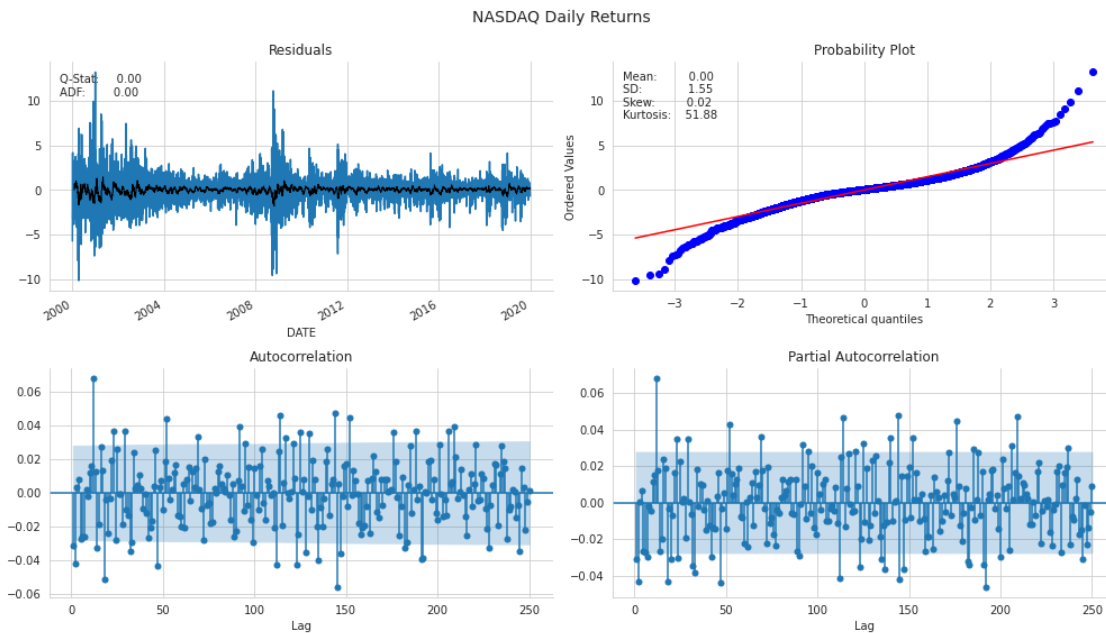 NASDAQ Daily Returns
Residuals
Q-Stat: 0.00
ADF: 0.00
10
5
0
−5
−10
2000 2004 2008 2012 2016 2020
DATE
Probability Plot
Mean: 0.00
SD: 1.55
Skew: 0.02
Kurtosis: 51.88
Ordered Values
10
5
0
−5
−10
−3 −2 −1 0 1 2 3
Theoretical quantiles
Autocorrelation
0.06
0.04
0.02
0.00
−0.02
−0.04
−0.06
0 50 100 150 200 250
Lag
Partial Autocorrelation
0.06
0.04
0.02
0.00
−0.02
−0.04
0 50 100 150 200 250
Lag